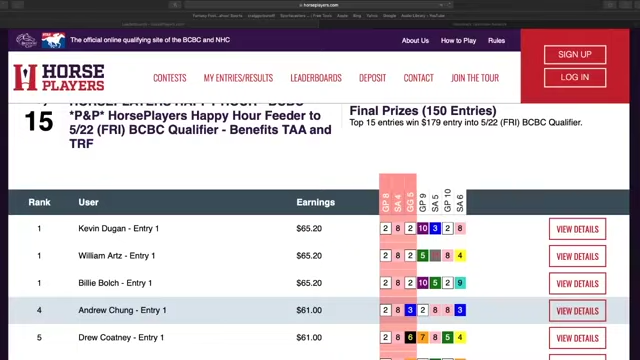 horseplayers.com
The official online qualifying site of the BCBC and NHC
About Us
How to Play
Rules
SIGN UP
LOG IN
HORSE
PLAYERS
CONTESTS
MY ENTRIES/RESULTS
LEADERBOARDS
DEPOSIT
CONTACT
JOIN THE TOUR
15
*P&P* HorsePlayers Happy Hour Feeder to
5/22 (FRI) BCBC Qualifier - Benefits TAA and
TRF
Final Prizes (150 Entries)
Top 15 entries win $179 entry into 5/22 (FRI) BCBC Qualifier.
Rank User Earnings GP 8 SA 4 GG 5 GP 9 SA 5 GP 10 SA 6
1 Kevin Dugan - Entry 1 $65.20 2 8 2 10 3 2 8 VIEW DETAILS
1 William Artz - Entry 1 $65.20 2 8 2 5 8 4 VIEW DETAILS
1 Billie Bolch - Entry 1 $65.20 2 8 2 10 5 2 9 VIEW DETAILS
4 Andrew Chung - Entry 1 $61.00 2 8 3 2 8 8 3 VIEW DETAILS
5 Drew Coatney - Entry 1 $61.00 2 8 6 7 8 5 4 VIEW DETAILS